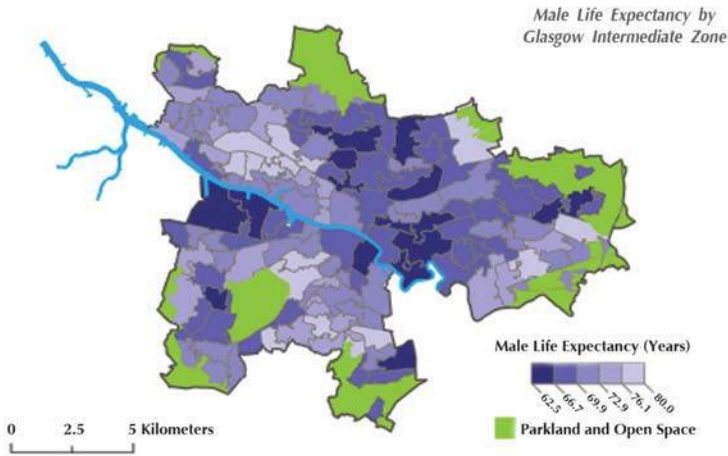 Male Life Expectancy by
Glasgow Intermediate Zone
Male Life Expectancy (Years)
62.5 66.7 69.9 72.9 76.1 80.0
Parkland and Open Space
0 2.5 5 Kilometers